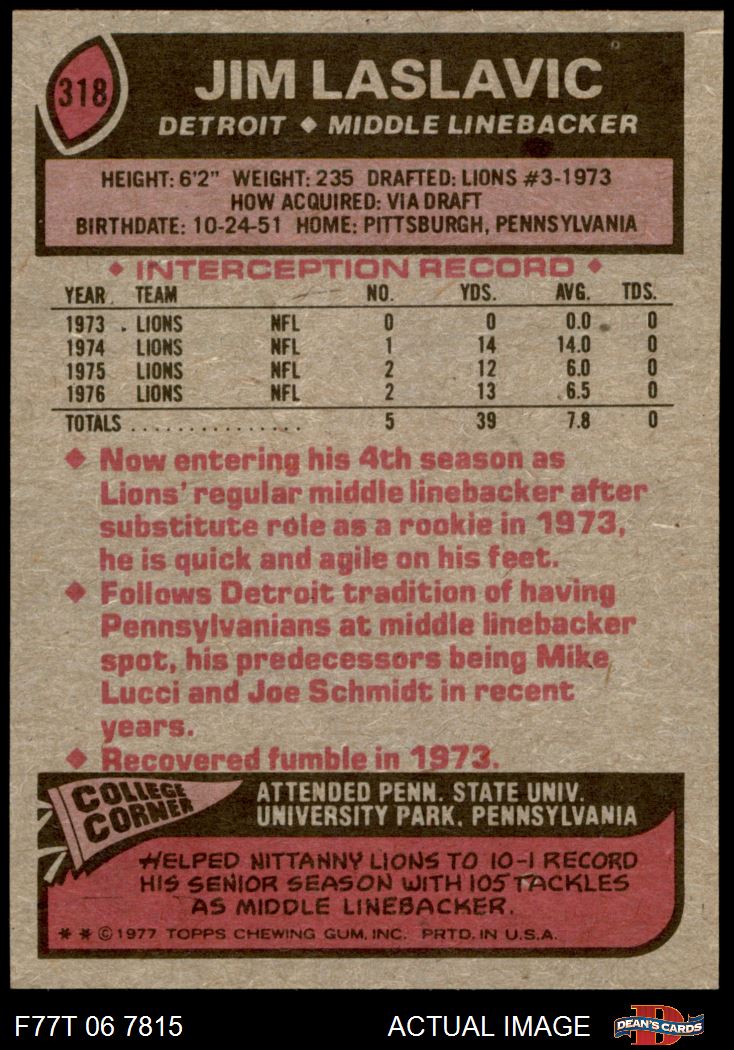 318
JIM LASLAVIC
DETROIT ◆ MIDDLE LINEBACKER
HEIGHT: 6'2" WEIGHT: 235 DRAFTED: LIONS #3-1973
HOW ACQUIRED: VIA DRAFT
BIRTHDATE: 10-24-51 HOME: PITTSBURGH, PENNSYLVANIA
◆ INTERCEPTION RECORD ◆
YEAR TEAM NO. YDS. AVG. TDS.
1973 LIONS NFL 0 0 0.0 0
1974 LIONS NFL 1 14 14.0 0
1975 LIONS NFL 2 12 6.0 0
1976 LIONS NFL 2 13 6.5 0
TOTALS . . . . . . . . . . . . . . 5 39 7.8 0
◆ Now entering his 4th season as
Lions' regular middle linebacker after
substitute role as a rookie in 1973,
he is quick and agile on his feet.
◆ Follows Detroit tradition of having
Pennsylvanians at middle linebacker
spot, his predecessors being Mike
Lucci and Joe Schmidt in recent
years.
◆ Recovered fumble in 1973.
COLLEGE
CORNER
ATTENDED PENN. STATE UNIV.
UNIVERSITY PARK, PENNSYLVANIA
HELPED NITTANNY LIONS TO 10-1 RECORD
HIS SENIOR SEASON WITH 105 TACKLES
AS MIDDLE LINEBACKER.
** © 1977 TOPPS CHEWING GUM, INC. PRTD. IN U.S.A.
F77T 06 7815 ACTUAL IMAGE
D
DEAN'S CARDS